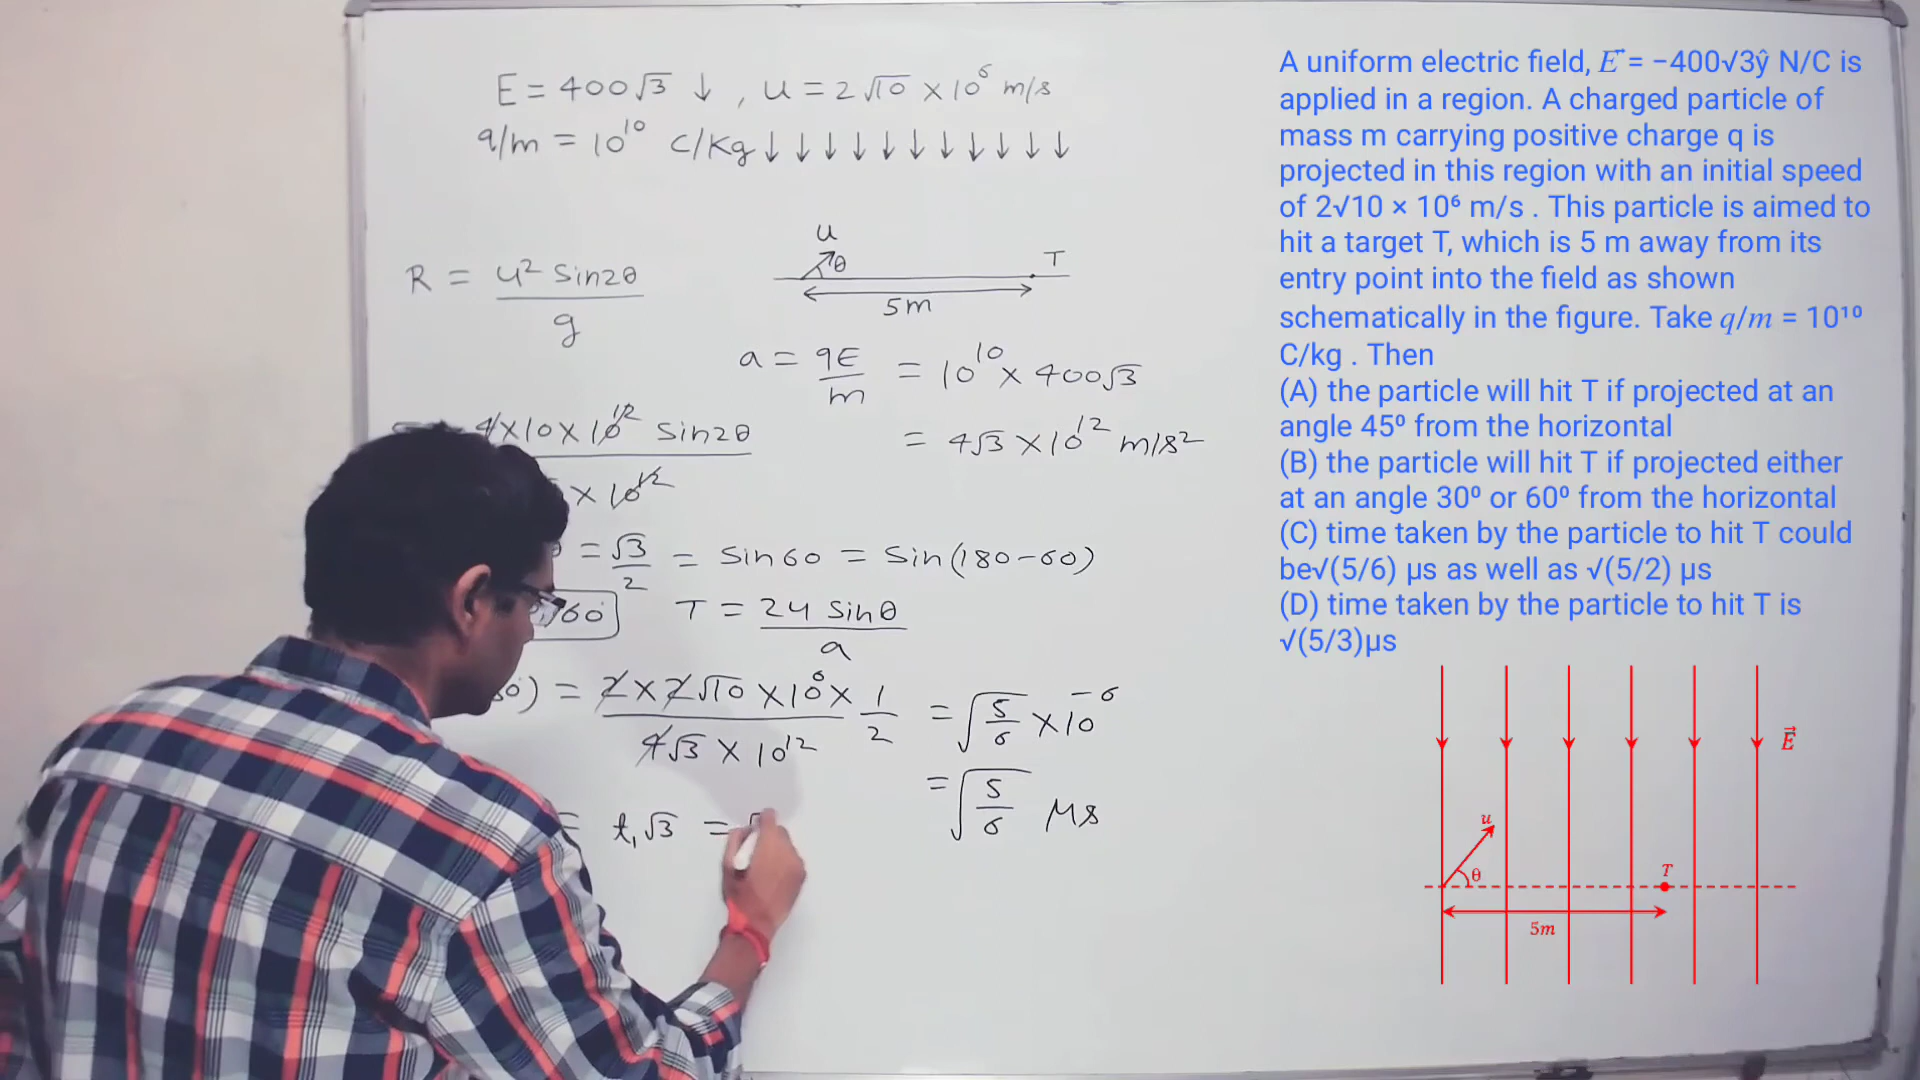 E = 400√3 ↓ , u = 2√10 × 10⁶ m/s
q/m = 10¹⁰ C/Kg ↓ ↓ ↓ ↓ ↓ ↓ ↓ ↓ ↓ ↓ ↓
u
θ
T
5m
R = u² sin2θ
g
a = qE/m = 10¹⁰ × 400√3
= 4√3 × 10¹² m/s²
4×10×10¹² sin2θ
× 10¹²
= √3/2 = sin60 = sin(180-60)
60
T = 2u sinθ
a
) = 2×2√10 × 10⁶ × 1/2
4√3 × 10¹²
= √5/6 × 10⁻⁶
= √5/6 μs
= t₁√3 =
A uniform electric field, E⃗ = −400√3ŷ N/C is
applied in a region. A charged particle of
mass m carrying positive charge q is
projected in this region with an initial speed
of 2√10 × 10⁶ m/s . This particle is aimed to
hit a target T, which is 5 m away from its
entry point into the field as shown
schematically in the figure. Take q/m = 10¹⁰
C/kg . Then
(A) the particle will hit T if projected at an
angle 45⁰ from the horizontal
(B) the particle will hit T if projected either
at an angle 30⁰ or 60⁰ from the horizontal
(C) time taken by the particle to hit T could
be√(5/6) μs as well as √(5/2) μs
(D) time taken by the particle to hit T is
√(5/3)μs
E⃗
u
θ
T
5m